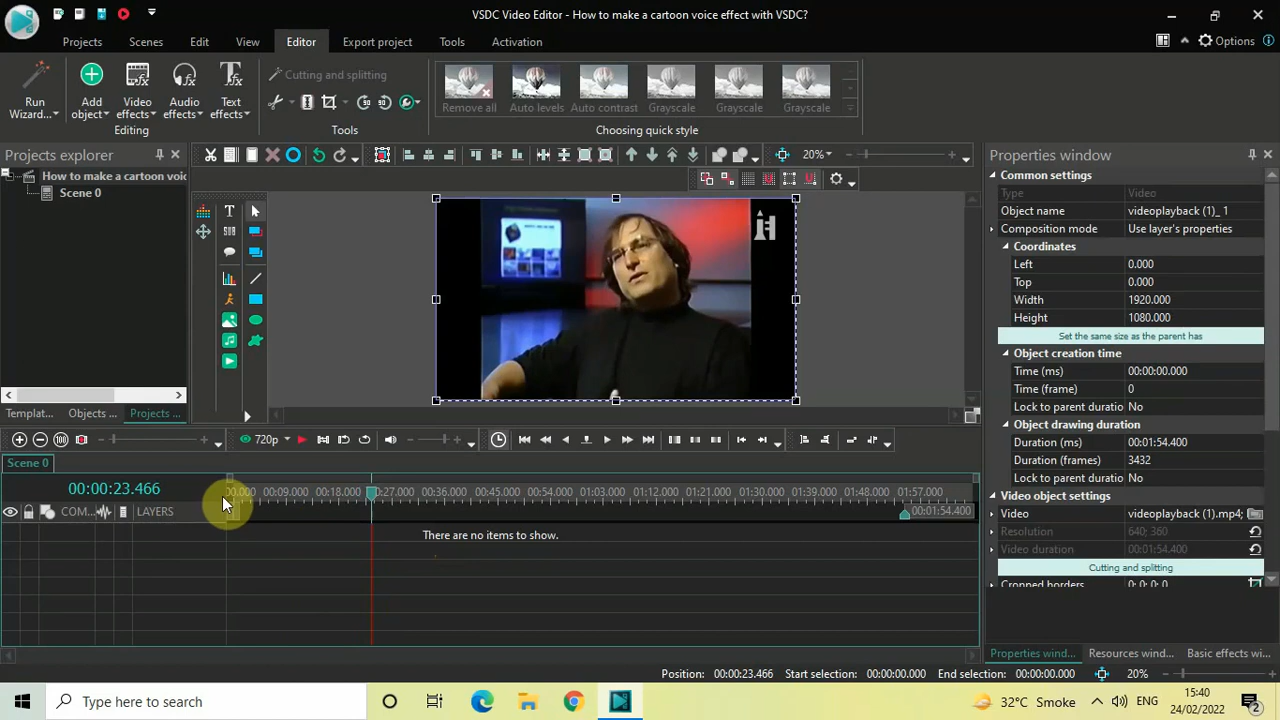 VSDC Video Editor - How to make a cartoon voice effect with VSDC?
Projects Scenes Edit View Editor Export project Tools Activation
Options
Run Wizard...
Add object
Video effects
Audio effects
Text effects
Editing
Cutting and splitting
Tools
Remove all Auto levels Auto contrast Grayscale Grayscale Grayscale
Choosing quick style
Projects explorer
How to make a cartoon voic
Scene 0
Templat... Objects ... Projects ...
20%
Properties window
Common settings
Type Video
Object name videoplayback (1)_ 1
Composition mode Use layer's properties
Coordinates
Left 0.000
Top 0.000
Width 1920.000
Height 1080.000
Set the same size as the parent has
Object creation time
Time (ms) 00:00:00.000
Time (frame) 0
Lock to parent duratio No
Object drawing duration
Duration (ms) 00:01:54.400
Duration (frames) 3432
Lock to parent duratio No
Video object settings
Video videoplayback (1).mp4;
Resolution 640; 360
Video duration 00:01:54.400
Cutting and splitting
Cropped borders 0; 0; 0; 0
Properties wind... Resources wind... Basic effects wi...
720p
Scene 0
00:00:23.466
00.000 00:09.000 00:18.000 00:27.000 00:36.000 00:45.000 00:54.000 01:03.000 01:12.000 01:21.000 01:30.000 01:39.000 01:48.000 01:57.000
COM... LAYERS
00:01:54.400
There are no items to show.
Position: 00:00:23.466 Start selection: 00:00:00.000 End selection: 00:00:00.000 20%
Type here to search
32°C Smoke
ENG
15:40
24/02/2022
2